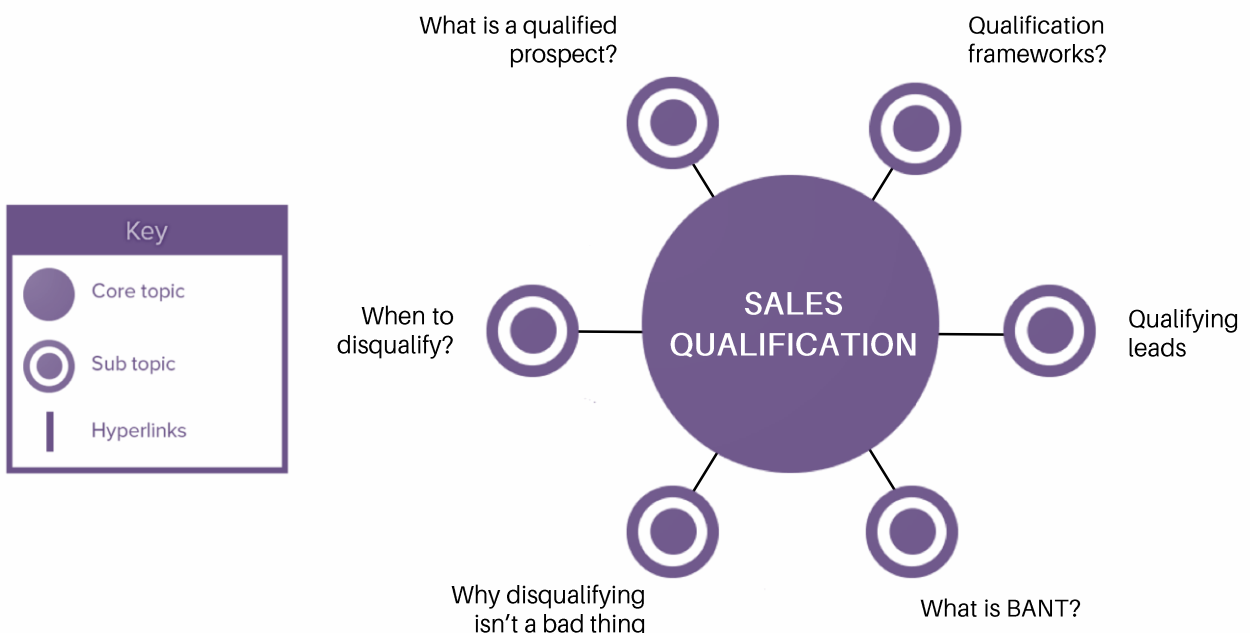 What is a qualified
prospect?
Qualification
frameworks?
Key
Core topic
Sub topic
Hyperlinks
When to
disqualify?
SALES
QUALIFICATION
Qualifying
leads
Why disqualifying
isn't a bad thing
What is BANT?